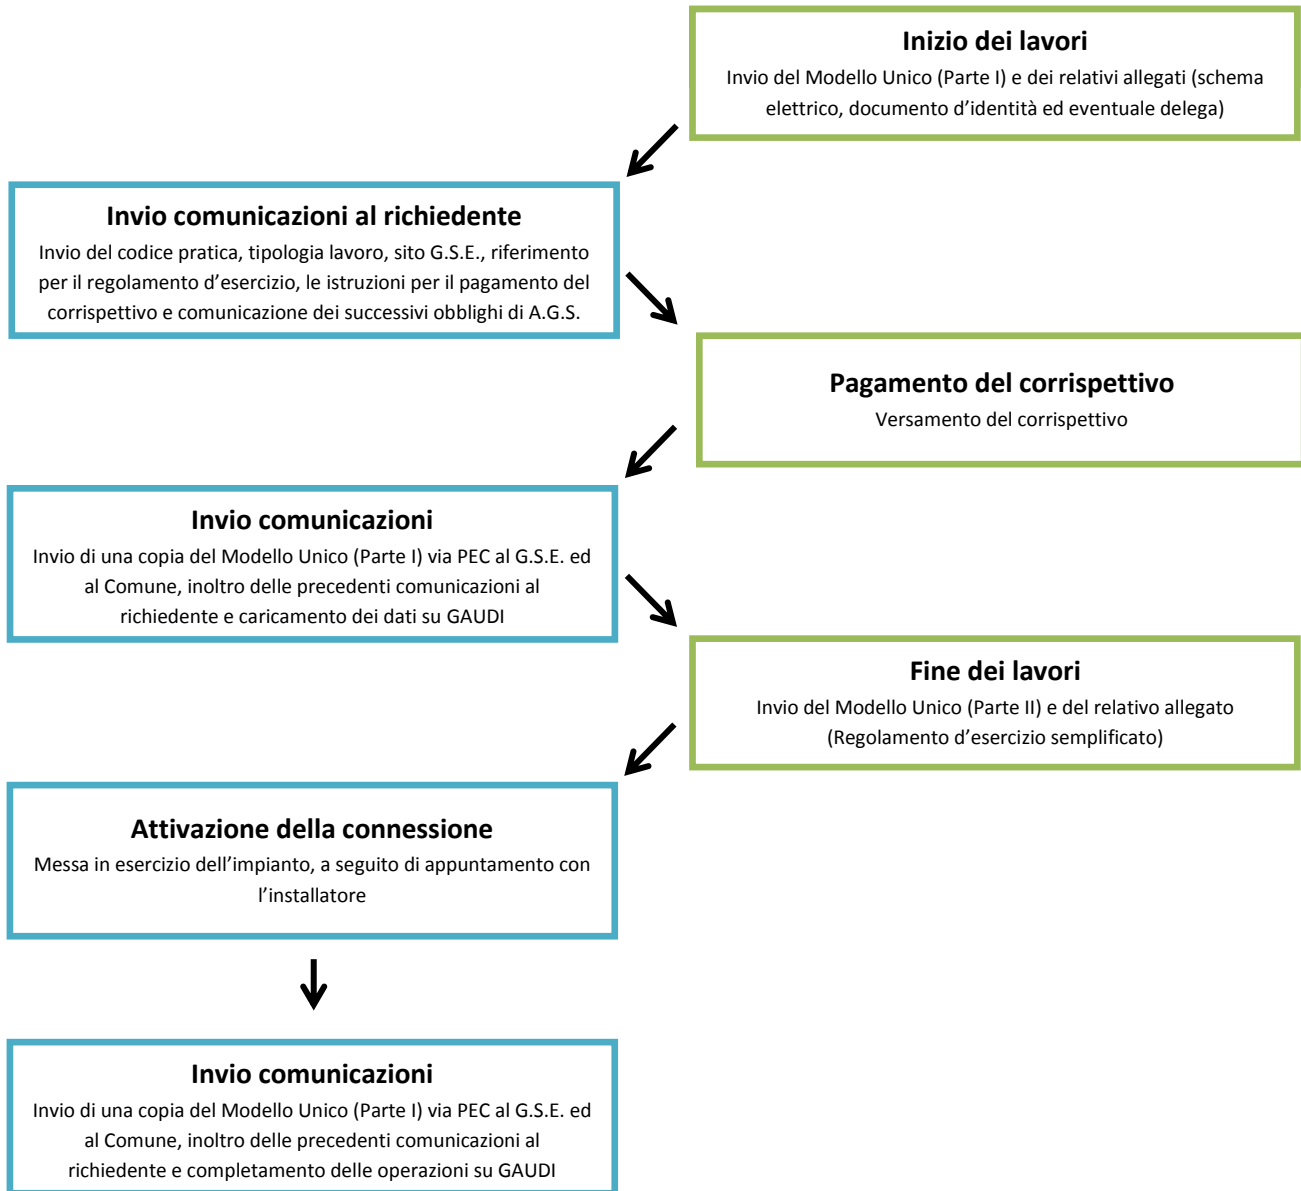 Inizio dei lavori
Invio del Modello Unico (Parte I) e dei relativi allegati (schema
elettrico, documento d’identità ed eventuale delega)
Invio comunicazioni al richiedente
Invio del codice pratica, tipologia lavoro, sito G.S.E., riferimento
per il regolamento d’esercizio, le istruzioni per il pagamento del
corrispettivo e comunicazione dei successivi obblighi di A.G.S.
Pagamento del corrispettivo
Versamento del corrispettivo
Invio comunicazioni
Invio di una copia del Modello Unico (Parte I) via PEC al G.S.E. ed
al Comune, inoltro delle precedenti comunicazioni al
richiedente e caricamento dei dati su GAUDI
Fine dei lavori
Invio del Modello Unico (Parte II) e del relativo allegato
(Regolamento d’esercizio semplificato)
Attivazione della connessione
Messa in esercizio dell’impianto, a seguito di appuntamento con
l’installatore
Invio comunicazioni
Invio di una copia del Modello Unico (Parte I) via PEC al G.S.E. ed
al Comune, inoltro delle precedenti comunicazioni al
richiedente e completamento delle operazioni su GAUDI